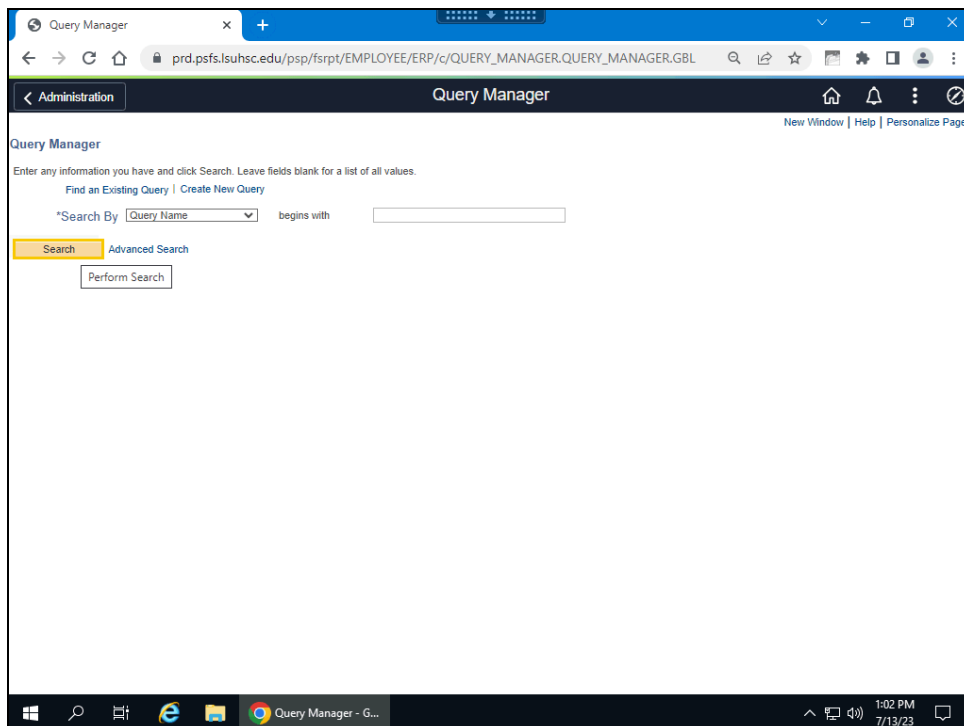 Query Manager
prd.psfs.lsuhsc.edu/psp/fsrpt/EMPLOYEE/ERP/c/QUERY_MANAGER.QUERY_MANAGER.GBL
Administration
Query Manager
New Window | Help | Personalize Page
Query Manager
Enter any information you have and click Search. Leave fields blank for a list of all values.
Find an Existing Query | Create New Query
*Search By Query Name begins with
Search Advanced Search
Perform Search
Query Manager - G...
1:02 PM
7/13/23